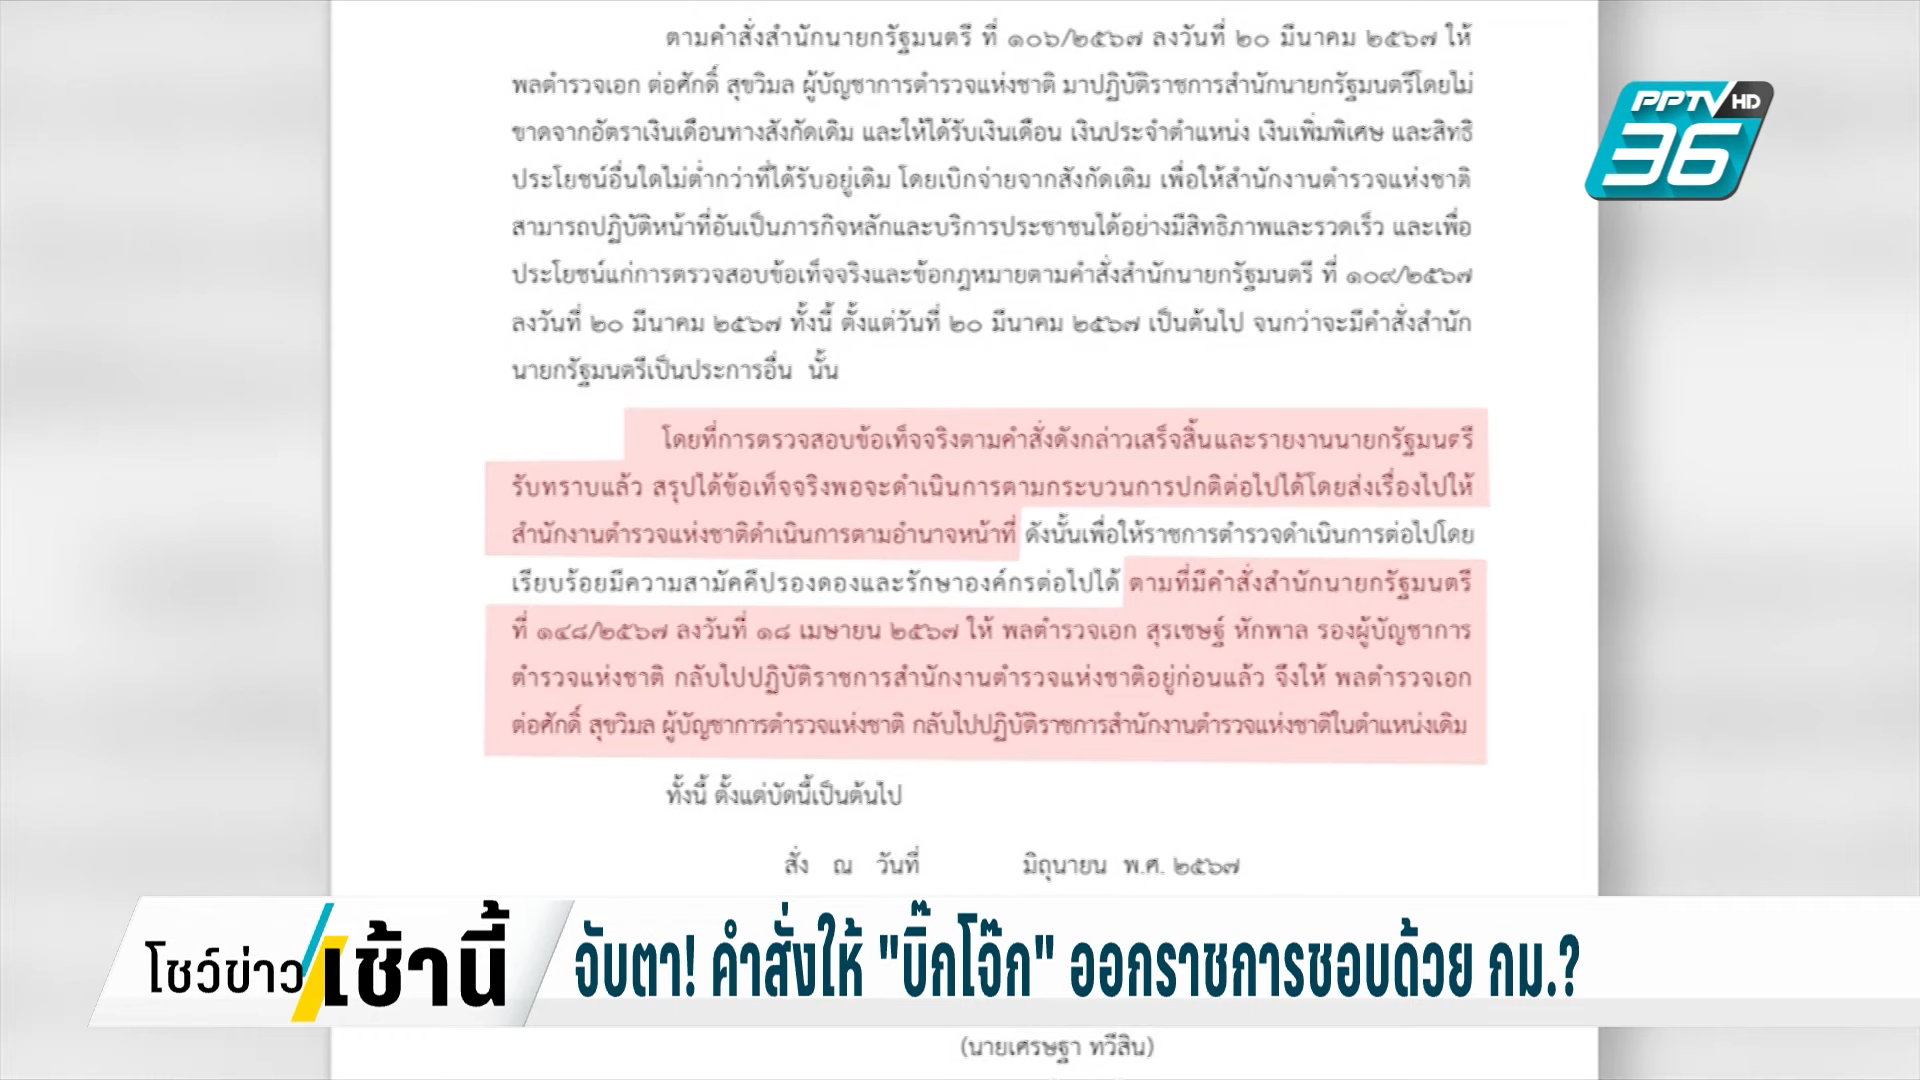 ตามคำสั่งสำนักนายกรัฐมนตรี ที่ ๑๐๖/๒๕๖๗ ลงวันที่ ๒๐ มีนาคม ๒๕๖๗ ให้
พลตำรวจเอก ต่อศักดิ์ สุขวิมล ผู้บัญชาการตำรวจแห่งชาติ มาปฏิบัติราชการสำนักนายกรัฐมนตรีโดยไม่
ขาดจากอัตราเงินเดือนทางสังกัดเดิม และให้ได้รับเงินเดือน เงินประจำตำแหน่ง เงินเพิ่มพิเศษ และสิทธิ
ประโยชน์อื่นใดไม่ต่ำกว่าที่ได้รับอยู่เดิม โดยเบิกจ่ายจากสังกัดเดิม เพื่อให้สำนักงานตำรวจแห่งชาติ
สามารถปฏิบัติหน้าที่อันเป็นภารกิจหลักและบริการประชาชนได้อย่างมีสิทธิภาพและรวดเร็ว และเพื่อ
ประโยชน์แก่การตรวจสอบข้อเท็จจริงและข้อกฎหมายตามคำสั่งสำนักนายกรัฐมนตรี ที่ ๑๐๙/๒๕๖๗
ลงวันที่ ๒๐ มีนาคม ๒๕๖๗ ทั้งนี้ ตั้งแต่วันที่ ๒๐ มีนาคม ๒๕๖๗ เป็นต้นไป จนกว่าจะมีคำสั่งสำนัก
นายกรัฐมนตรีเป็นประการอื่น นั้น
โดยที่การตรวจสอบข้อเท็จจริงตามคำสั่งดังกล่าวเสร็จสิ้นและรายงานนายกรัฐมนตรี
รับทราบแล้ว สรุปได้ข้อเท็จจริงพอจะดำเนินการตามกระบวนการปกติต่อไปได้โดยส่งเรื่องไปให้
สำนักงานตำรวจแห่งชาติดำเนินการตามอำนาจหน้าที่ ดังนั้นเพื่อให้ราชการตำรวจดำเนินการต่อไปโดย
เรียบร้อยมีความสามัคคีปรองดองและรักษาองค์กรต่อไปได้ ตามที่มีคำสั่งสำนักนายกรัฐมนตรี
ที่ ๑๔๘/๒๕๖๗ ลงวันที่ ๑๘ เมษายน ๒๕๖๗ ให้ พลตำรวจเอก สุรเชษฐ์ หักพาล รองผู้บัญชาการ
ตำรวจแห่งชาติ กลับไปปฏิบัติราชการสำนักงานตำรวจแห่งชาติอยู่ก่อนแล้ว จึงให้ พลตำรวจเอก
ต่อศักดิ์ สุขวิมล ผู้บัญชาการตำรวจแห่งชาติ กลับไปปฏิบัติราชการสำนักงานตำรวจแห่งชาติในตำแหน่งเดิม
ทั้งนี้ ตั้งแต่บัดนี้เป็นต้นไป
สั่ง ณ วันที่ มิถุนายน พ.ศ. ๒๕๖๗
(นายเศรษฐา ทวีสิน)
PPTV HD
36
โชว์ข่าว เช้านี้
จับตา! คำสั่งให้ "บิ๊กโจ๊ก" ออกราชการชอบด้วย กม.?